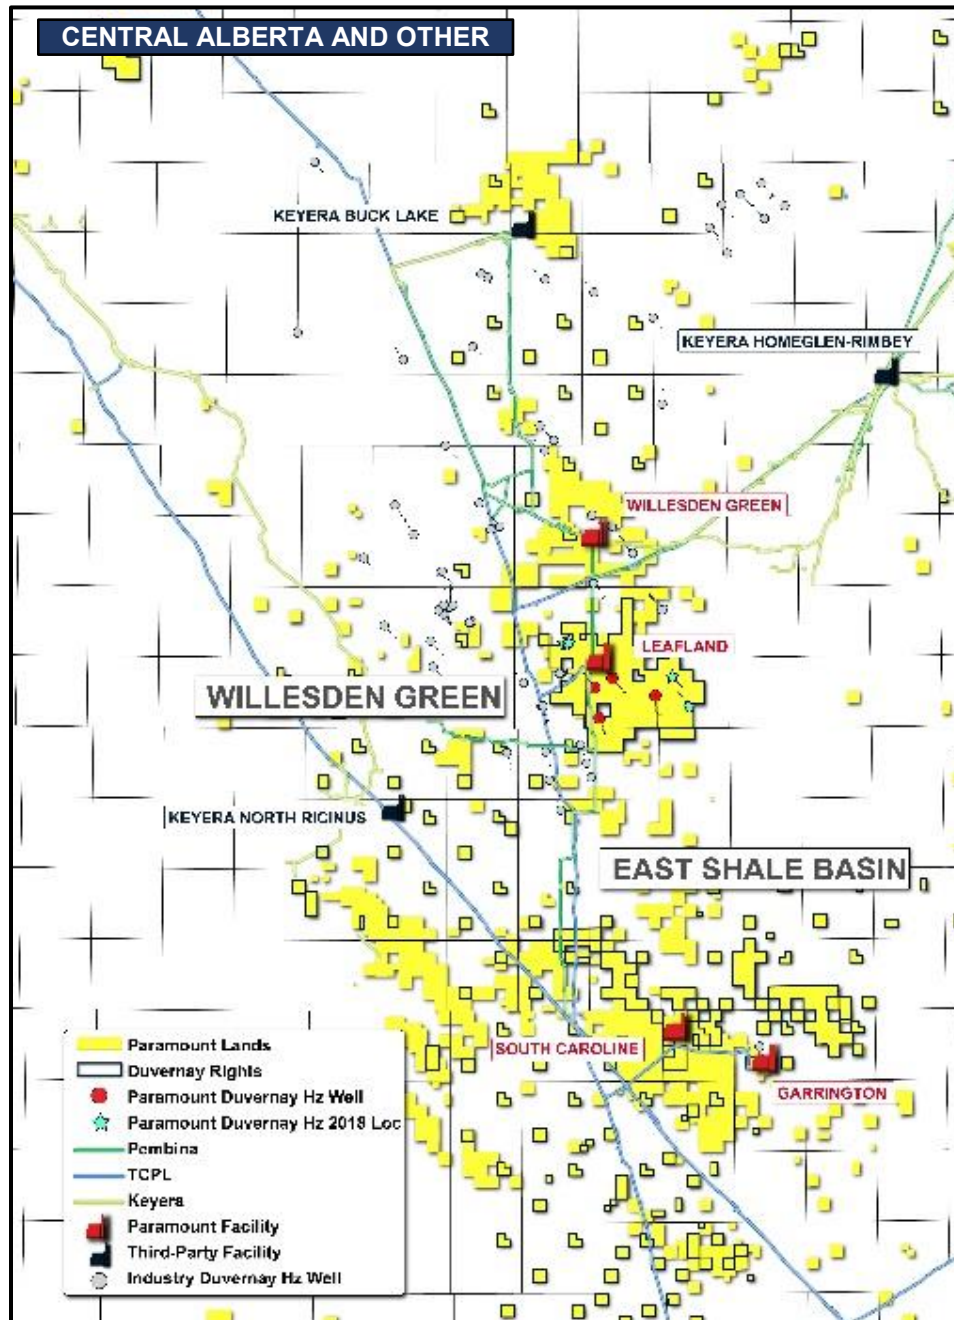 CENTRAL ALBERTA AND OTHER
KEYERA BUCK LAKE
KEYERA HOMEGLEN-RIMBEY
WILLESDEN GREEN
LEAFLAND
WILLESDEN GREEN
KEYERA NORTH RICINUS
EAST SHALE BASIN
SOUTH CAROLINE
GARRINGTON
Paramount Lands
Duvernay Rights
Paramount Duvernay Hz Well
Paramount Duvernay Hz 2018 Loc
Pembina
TCPL
Keyera
Paramount Facility
Third-Party Facility
Industry Duvernay Hz Well